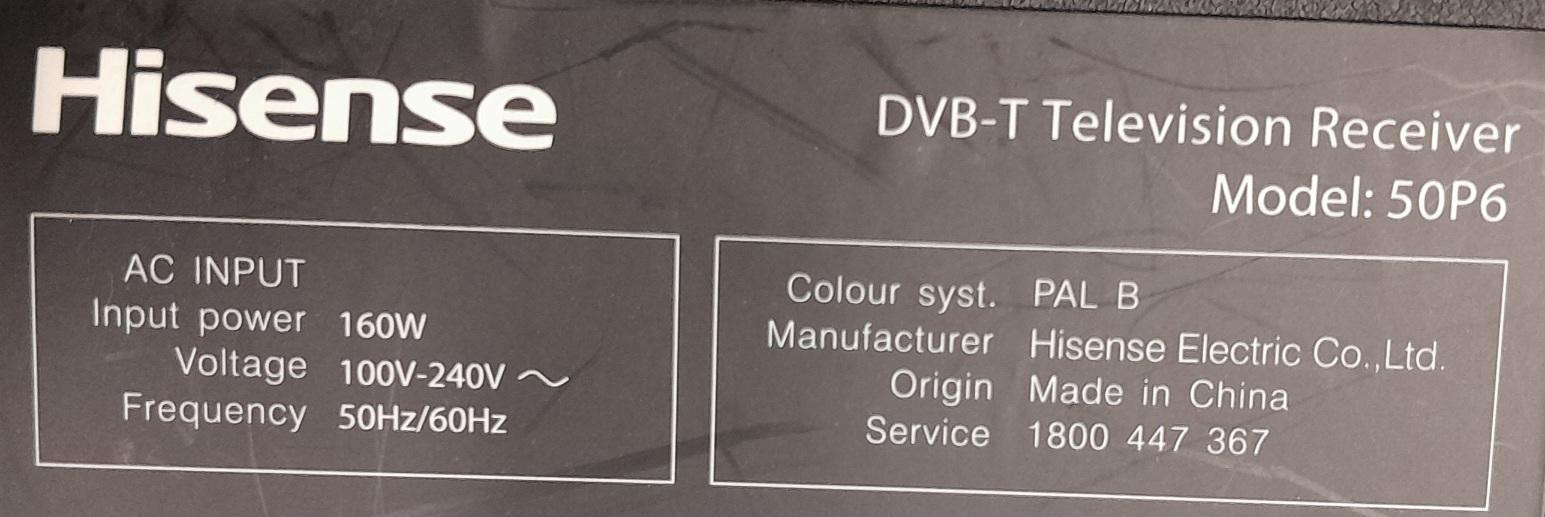 Hisense
DVB-T Television Receiver
Model: 50P6
AC INPUT
Input power 160W
Voltage 100V-240V ～
Frequency 50Hz/60Hz
Colour syst. PAL B
Manufacturer Hisense Electric Co.,Ltd.
Origin Made in China
Service 1800 447 367